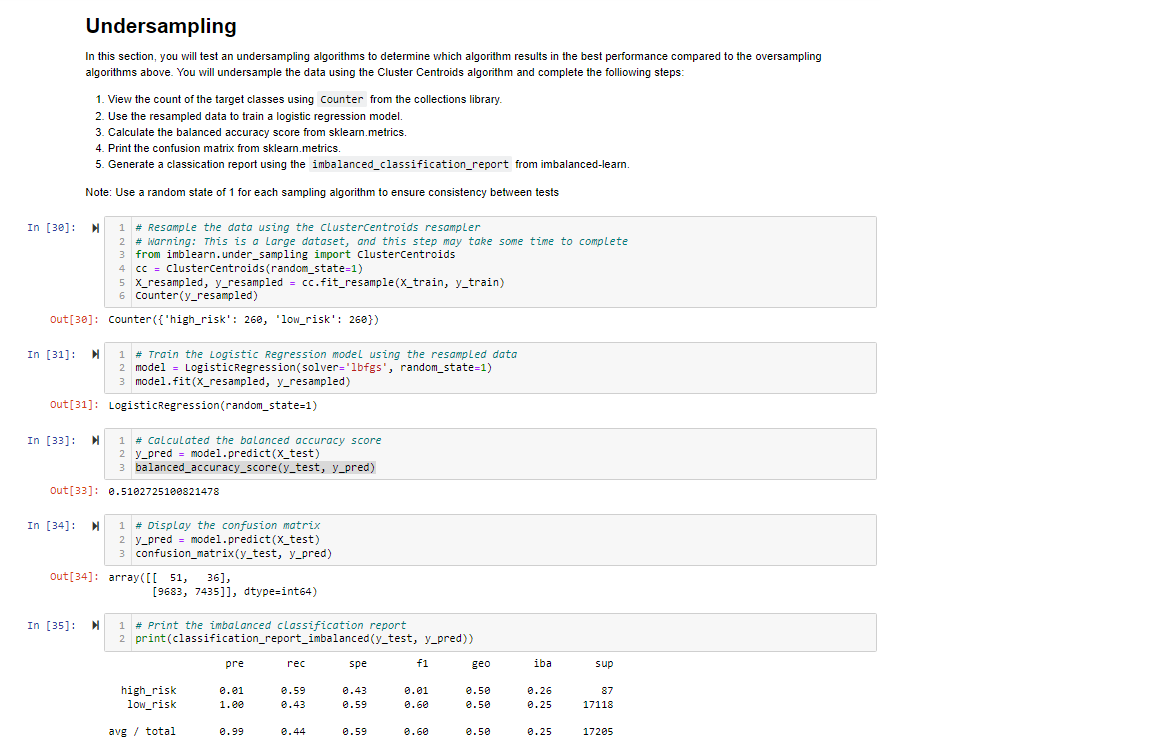 Undersampling
In this section, you will test an undersampling algorithms to determine which algorithm results in the best performance compared to the oversampling
algorithms above. You will undersample the data using the Cluster Centroids algorithm and complete the following steps:
1. View the count of the target classes using Counter from the collections library.
2. Use the resampled data to train a logistic regression model.
3. Calculate the balanced accuracy score from sklearn.metrics.
4. Print the confusion matrix from sklearn.metrics.
5. Generate a classication report using the imbalanced_classification_report from imbalanced-learn.
Note: Use a random state of 1 for each sampling algorithm to ensure consistency between tests
In [30]:
1 # Resample the data using the ClusterCentroids resampler
2 # Warning: This is a large dataset, and this step may take some time to complete
3 from imblearn.under_sampling import ClusterCentroids
4 cc = ClusterCentroids(random_state=1)
5 X_resampled, y_resampled = cc.fit_resample(X_train, y_train)
6 Counter(y_resampled)
Out[30]: Counter({'high_risk': 260, 'low_risk': 260})
In [31]:
1 # Train the Logistic Regression model using the resampled data
2 model = LogisticRegression(solver='lbfgs', random_state=1)
3 model.fit(X_resampled, y_resampled)
Out[31]: LogisticRegression(random_state=1)
In [33]:
1 # Calculated the balanced accuracy score
2 y_pred = model.predict(X_test)
3 balanced_accuracy_score(y_test, y_pred)
Out[33]: 0.5102725100821478
In [34]:
1 # Display the confusion matrix
2 y_pred = model.predict(X_test)
3 confusion_matrix(y_test, y_pred)
Out[34]: array([[ 51, 36],
[9683, 7435]], dtype=int64)
In [35]:
1 # Print the imbalanced classification report
2 print(classification_report_imbalanced(y_test, y_pred))
pre rec spe f1 geo iba sup
high_risk 0.01 0.59 0.43 0.01 0.50 0.26 87
low_risk 1.00 0.43 0.59 0.60 0.50 0.25 17118
avg / total 0.99 0.44 0.59 0.60 0.50 0.25 17205